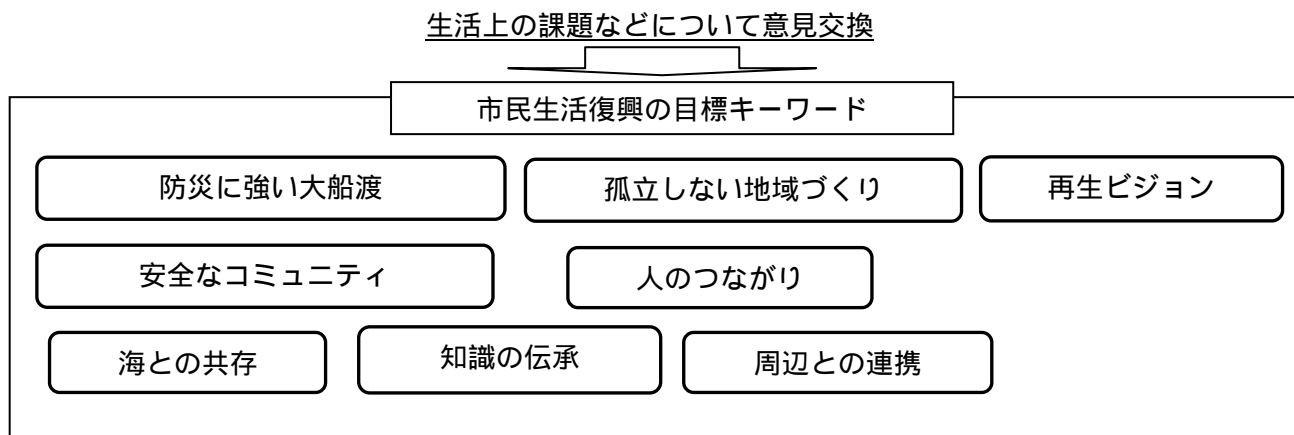 生活上の課題などについて意見交換
市民生活復興の目標キーワード
防災に強い大船渡
孤立しない地域づくり
再生ビジョン
安全なコミュニティ
人のつながり
海との共存
知識の伝承
周辺との連携